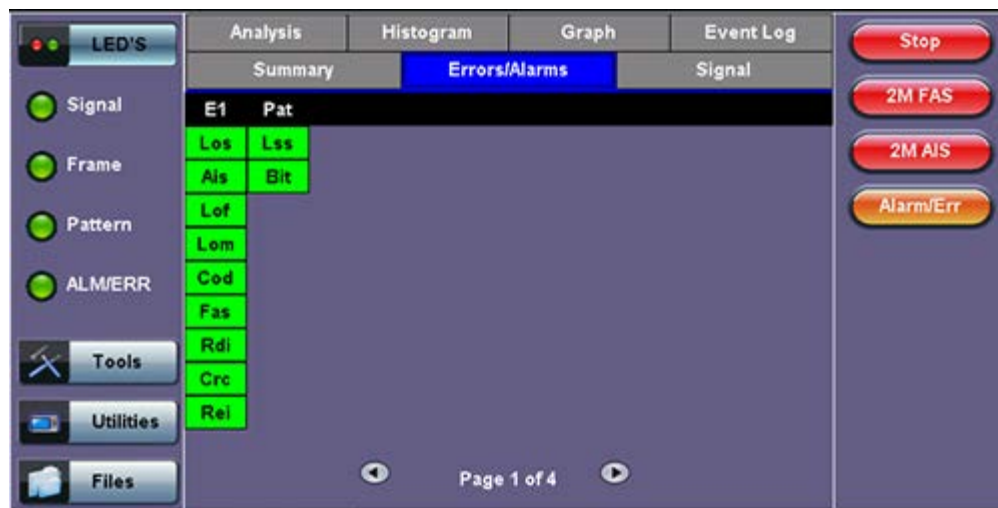 LED'S
Signal
Frame
Pattern
ALM/ERR
Tools
Utilities
Files
Analysis Histogram Graph Event Log
Summary Errors/Alarms Signal
E1 Pat
Los Lss
Ais Bit
Lof
Lom
Cod
Fas
Rdi
Crc
Rei
Page 1 of 4
Stop
2M FAS
2M AIS
Alarm/Err